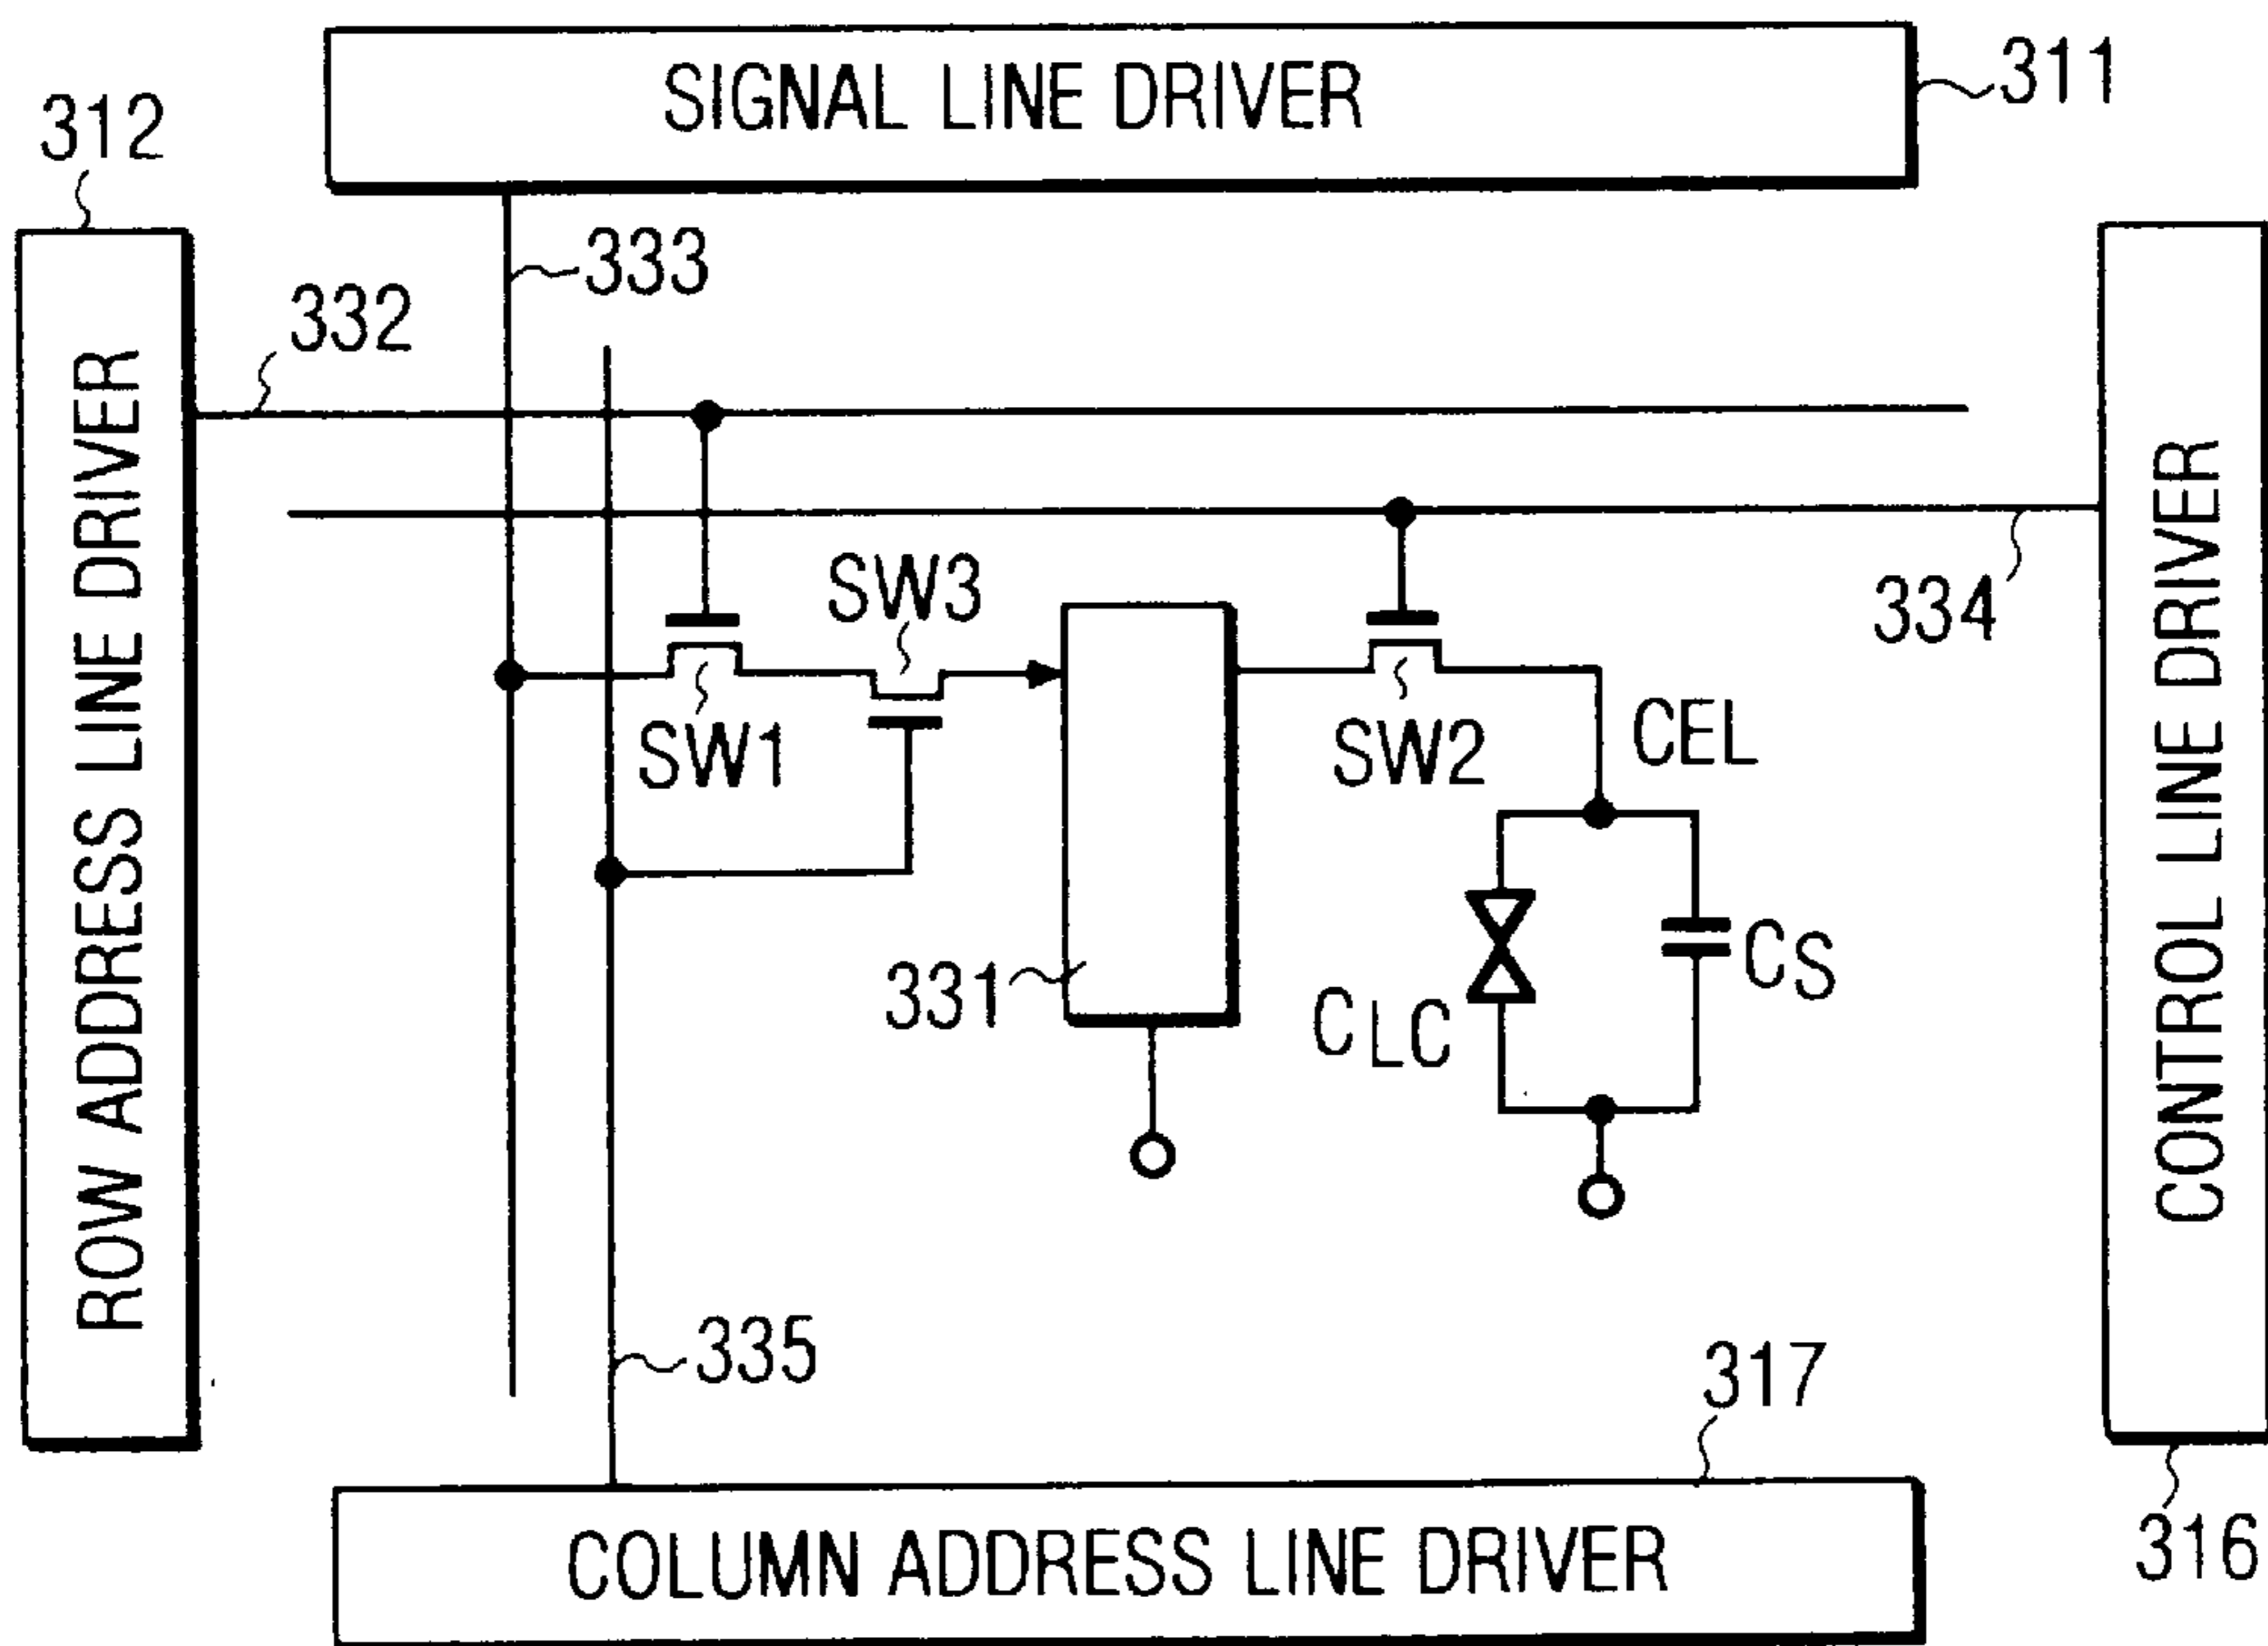 SIGNAL LINE DRIVER
311
312
333
332
ROW ADDRESS LINE DRIVER
CONTROL LINE DRIVER
334
SW3
SW1
SW2
CEL
331
CLC
CS
335
317
316
COLUMN ADDRESS LINE DRIVER